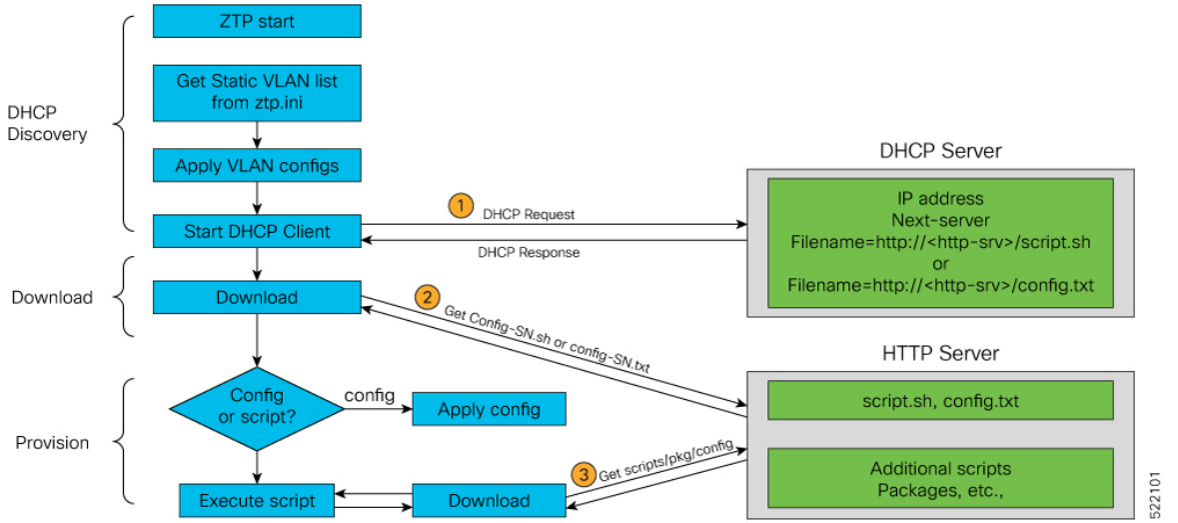 ZTP start
Get Static VLAN list
from ztp.ini
DHCP
Discovery
Apply VLAN configs
DHCP Server
1
DHCP Request
Start DHCP Client
DHCP Response
IP address
Next-server
Filename=http://<http-srv>/script.sh
or
Filename=http://<http-srv>/config.txt
Download
Download
2
Get Config-SN.sh or config-SN.txt
HTTP Server
Config
or script?
config
Apply config
script.sh, config.txt
Provision
3
Get scripts/pkg/config
Execute script
Download
Additional scripts
Packages, etc.,
522101